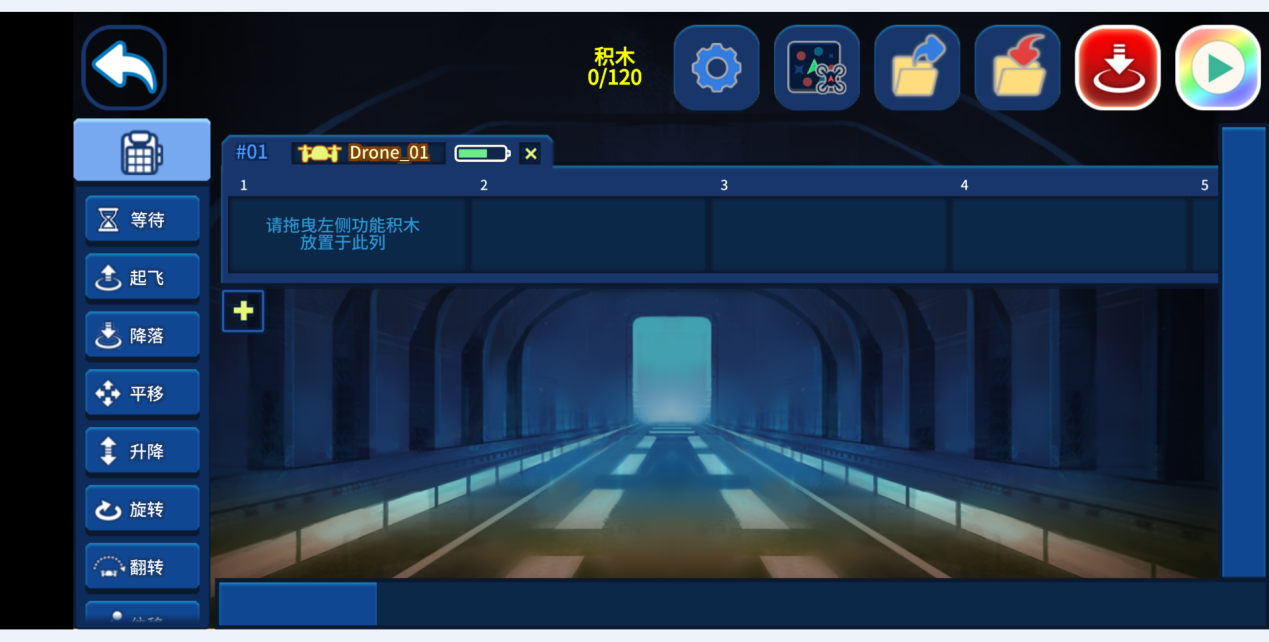 积木
0/120
#01 Drone_01 ×
1 2 3 4 5
请拖曳左侧功能积木
放置于此列
等待
起飞
降落
平移
升降
旋转
翻转